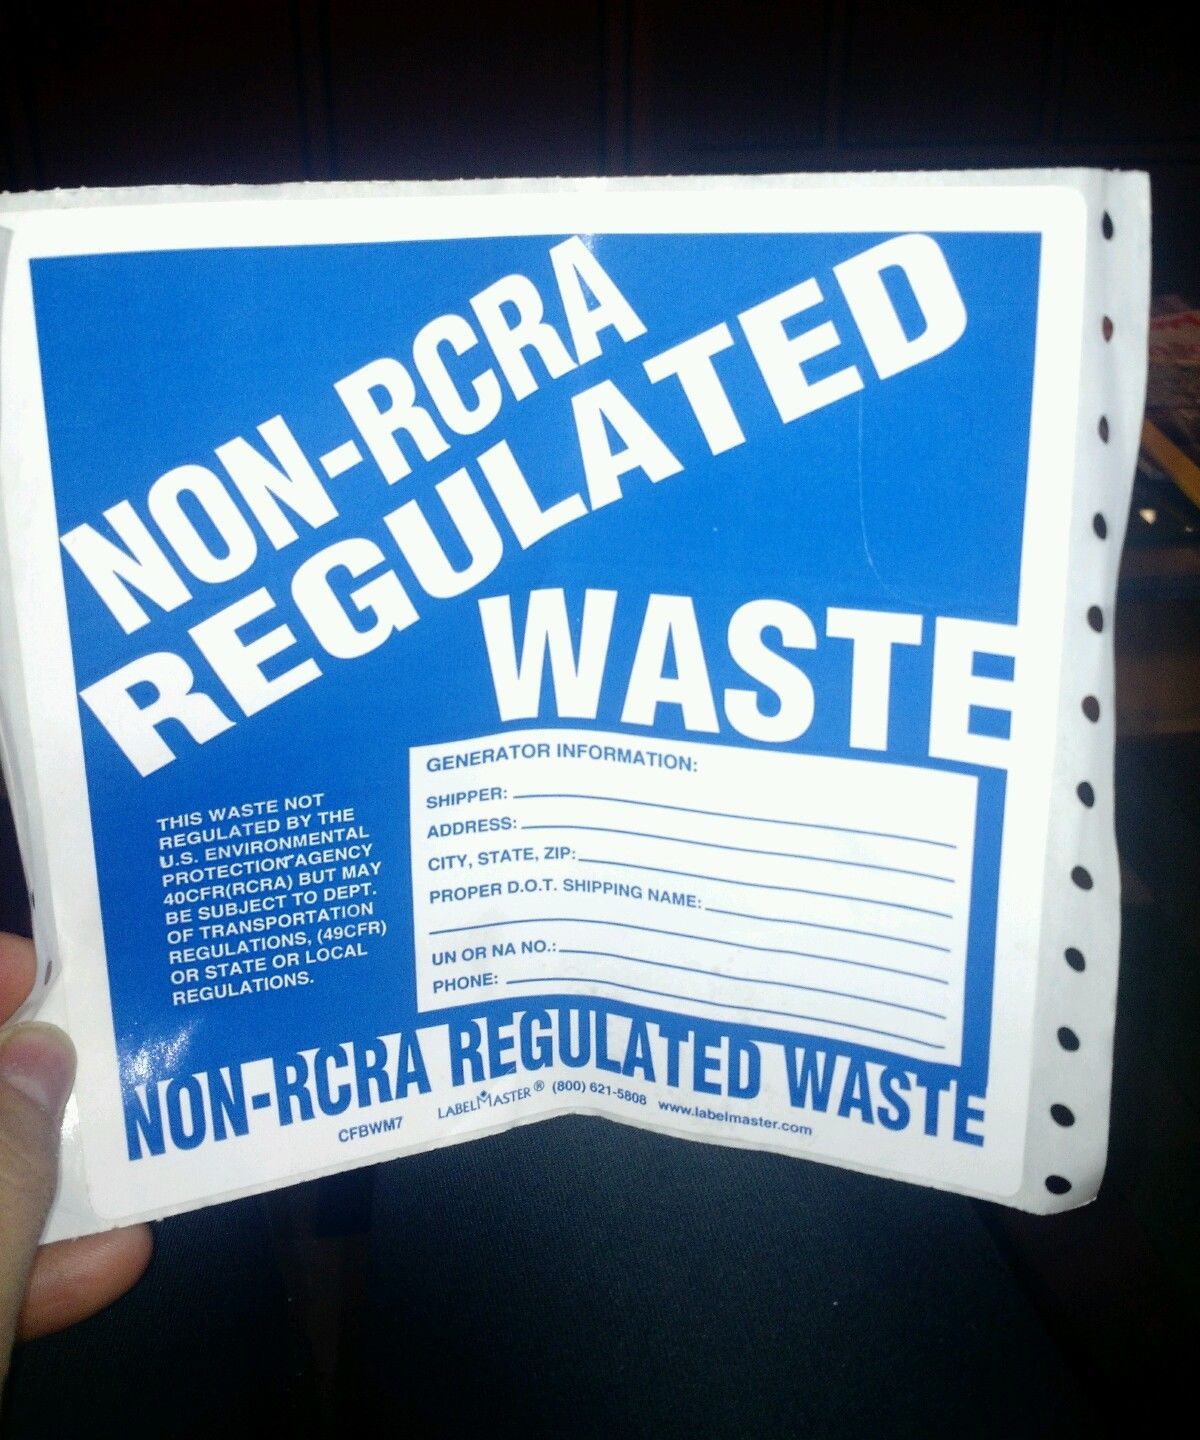 NON-RCRA
REGULATED
WASTE
THIS WASTE NOT
REGULATED BY THE
U.S. ENVIRONMENTAL
PROTECTION AGENCY
40CFR(RCRA) BUT MAY
BE SUBJECT TO DEPT.
OF TRANSPORTATION
REGULATIONS, (49CFR)
OR STATE OR LOCAL
REGULATIONS.
GENERATOR INFORMATION:
SHIPPER:
ADDRESS:
CITY, STATE, ZIP:
PROPER D.O.T. SHIPPING NAME:
UN OR NA NO.:
PHONE:
NON-RCRA REGULATED WASTE
CFBWM7 LABELMASTER® (800) 621-5808 www.labelmaster.com